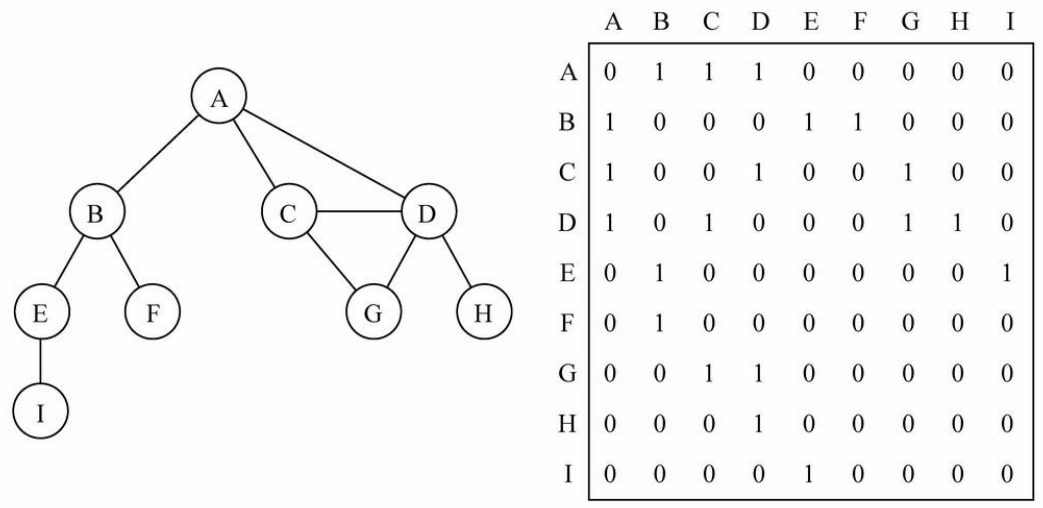 A
B
C
D
E
F
G
H
I
A B C D E F G H I
A 0 1 1 1 0 0 0 0 0
B 1 0 0 0 1 1 0 0 0
C 1 0 0 1 0 0 1 0 0
D 1 0 1 0 0 0 1 1 0
E 0 1 0 0 0 0 0 0 1
F 0 1 0 0 0 0 0 0 0
G 0 0 1 1 0 0 0 0 0
H 0 0 0 1 0 0 0 0 0
I 0 0 0 0 1 0 0 0 0